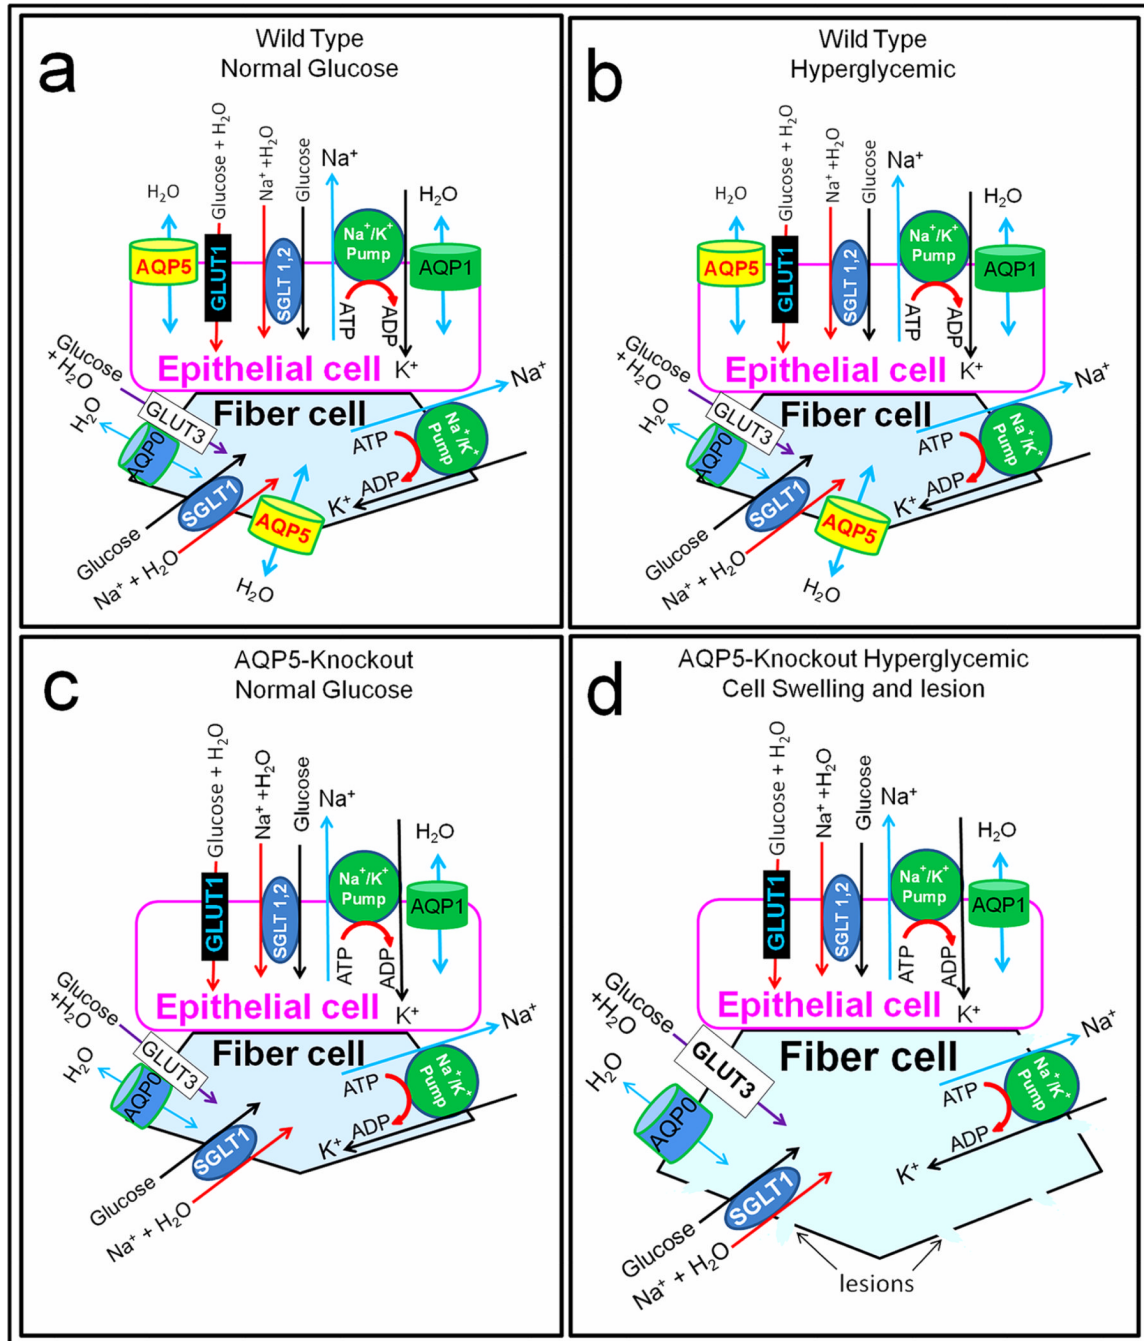 a
Wild Type
Normal Glucose
H₂O
Glucose + H₂O
Na⁺ +H₂O
Glucose
Na⁺
H₂O
AQP5
GLUT1
SGLT 1,2
Na⁺/K⁺
Pump
AQP1
ATP
ADP
K⁺
Epithelial cell
Glucose
+ H₂O
H₂O
GLUT3
AQP0
Fiber cell
Na⁺
Na⁺/K⁺
Pump
ATP
ADP
K⁺
SGLT1
AQP5
Glucose
Na⁺ + H₂O
H₂O
b
Wild Type
Hyperglycemic
H₂O
Glucose + H₂O
Na⁺ +H₂O
Glucose
Na⁺
H₂O
AQP5
GLUT1
SGLT 1,2
Na⁺/K⁺
Pump
AQP1
ATP
ADP
K⁺
Epithelial cell
Glucose
+ H₂O
H₂O
GLUT3
AQP0
Fiber cell
Na⁺
Na⁺/K⁺
Pump
ATP
ADP
K⁺
SGLT1
AQP5
Glucose
Na⁺ + H₂O
H₂O
c
AQP5-Knockout
Normal Glucose
Glucose + H₂O
Na⁺ +H₂O
Glucose
Na⁺
H₂O
GLUT1
SGLT 1,2
Na⁺/K⁺
Pump
AQP1
ATP
ADP
K⁺
Epithelial cell
Glucose
+H₂O
H₂O
GLUT3
AQP0
Fiber cell
Na⁺
Na⁺/K⁺
Pump
ATP
ADP
K⁺
SGLT1
Glucose
Na⁺ + H₂O
d
AQP5-Knockout Hyperglycemic
Cell Swelling and lesion
Glucose + H₂O
Na⁺ +H₂O
Glucose
Na⁺
H₂O
GLUT1
SGLT 1,2
Na⁺/K⁺
Pump
AQP1
ATP
ADP
K⁺
Epithelial cell
Glucose
+H₂O
H₂O
GLUT3
AQP0
Fiber cell
Na⁺
Na⁺/K⁺
Pump
ATP
ADP
K⁺
SGLT1
Glucose
Na⁺ + H₂O
lesions